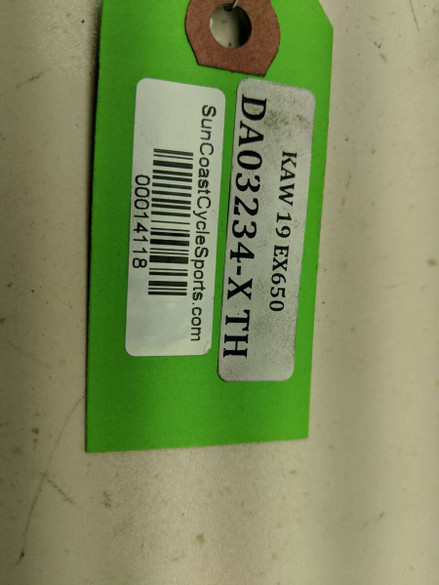 KAW 19 EX650
DA03234-X TH
SunCoastCycleSports.com
00014118